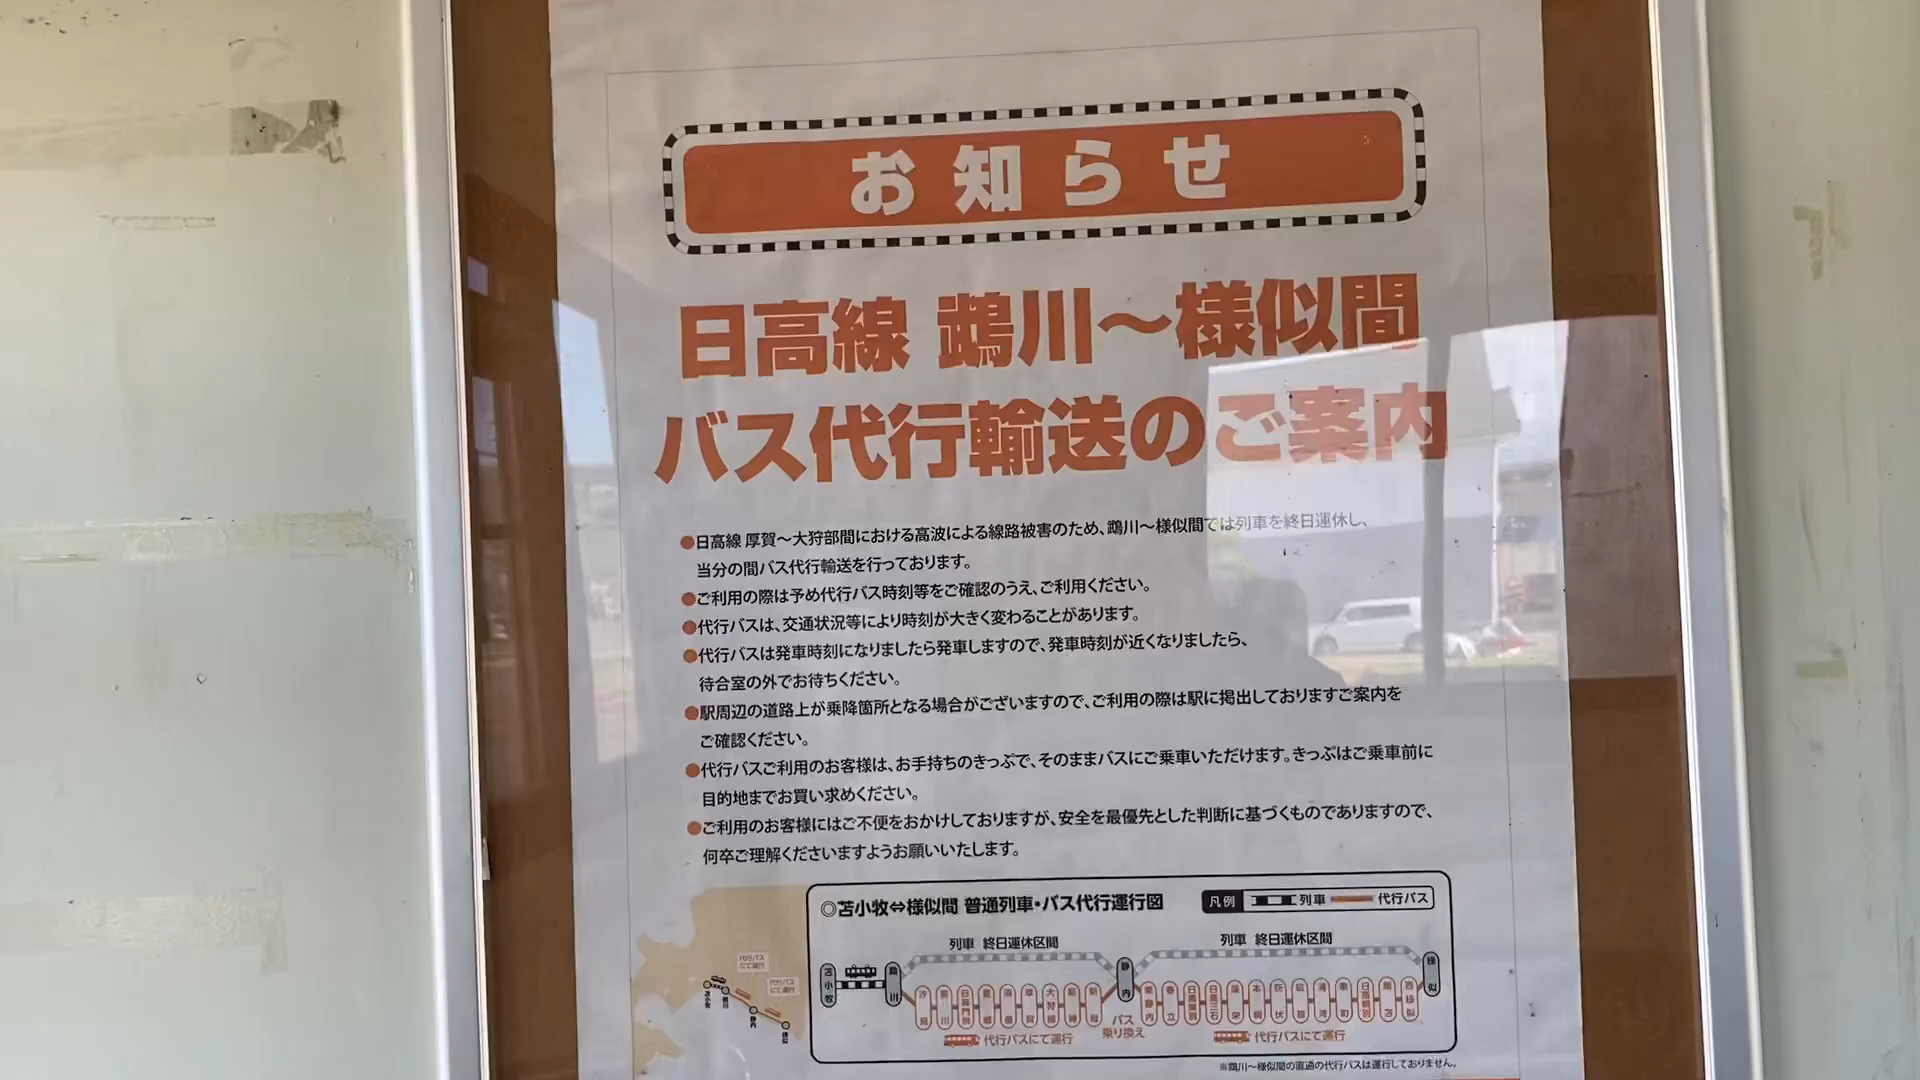 お知らせ
日高線 鵡川～様似間
バス代行輸送のご案内
●日高線 厚賀～大狩部間における高波による線路被害のため、鵡川～様似間では列車を終日運休し、
当分の間バス代行輸送を行っております。
●ご利用の際は予め代行バス時刻等をご確認のうえ、ご利用ください。
●代行バスは、交通状況等により時刻が大きく変わることがあります。
●代行バスは発車時刻になりましたら発車しますので、発車時刻が近くなりましたら、
待合室の外でお待ちください。
●駅周辺の道路上が乗降箇所となる場合がございますので、ご利用の際は駅に掲出しておりますご案内を
ご確認ください。
●代行バスご利用のお客様は、お手持ちのきっぷで、そのままバスにご乗車いただけます。きっぷはご乗車前に
目的地までお買い求めください。
●ご利用のお客様にはご不便をおかけしておりますが、安全を最優先とした判断に基づくものでありますので、
何卒ご理解くださいますようお願いいたします。
◎苫小牧⇔様似間 普通列車・バス代行運行図
凡例 列車 代行バス
列車 終日運休区間
列車 終日運休区間
苫小牧
鵡川
静内
様似
バス
乗り換え
代行バスにて運行
代行バスにて運行
代行バス
にて運行
代行バス
にて運行
※鵡川～様似間の直通の代行バスは運行しておりません。